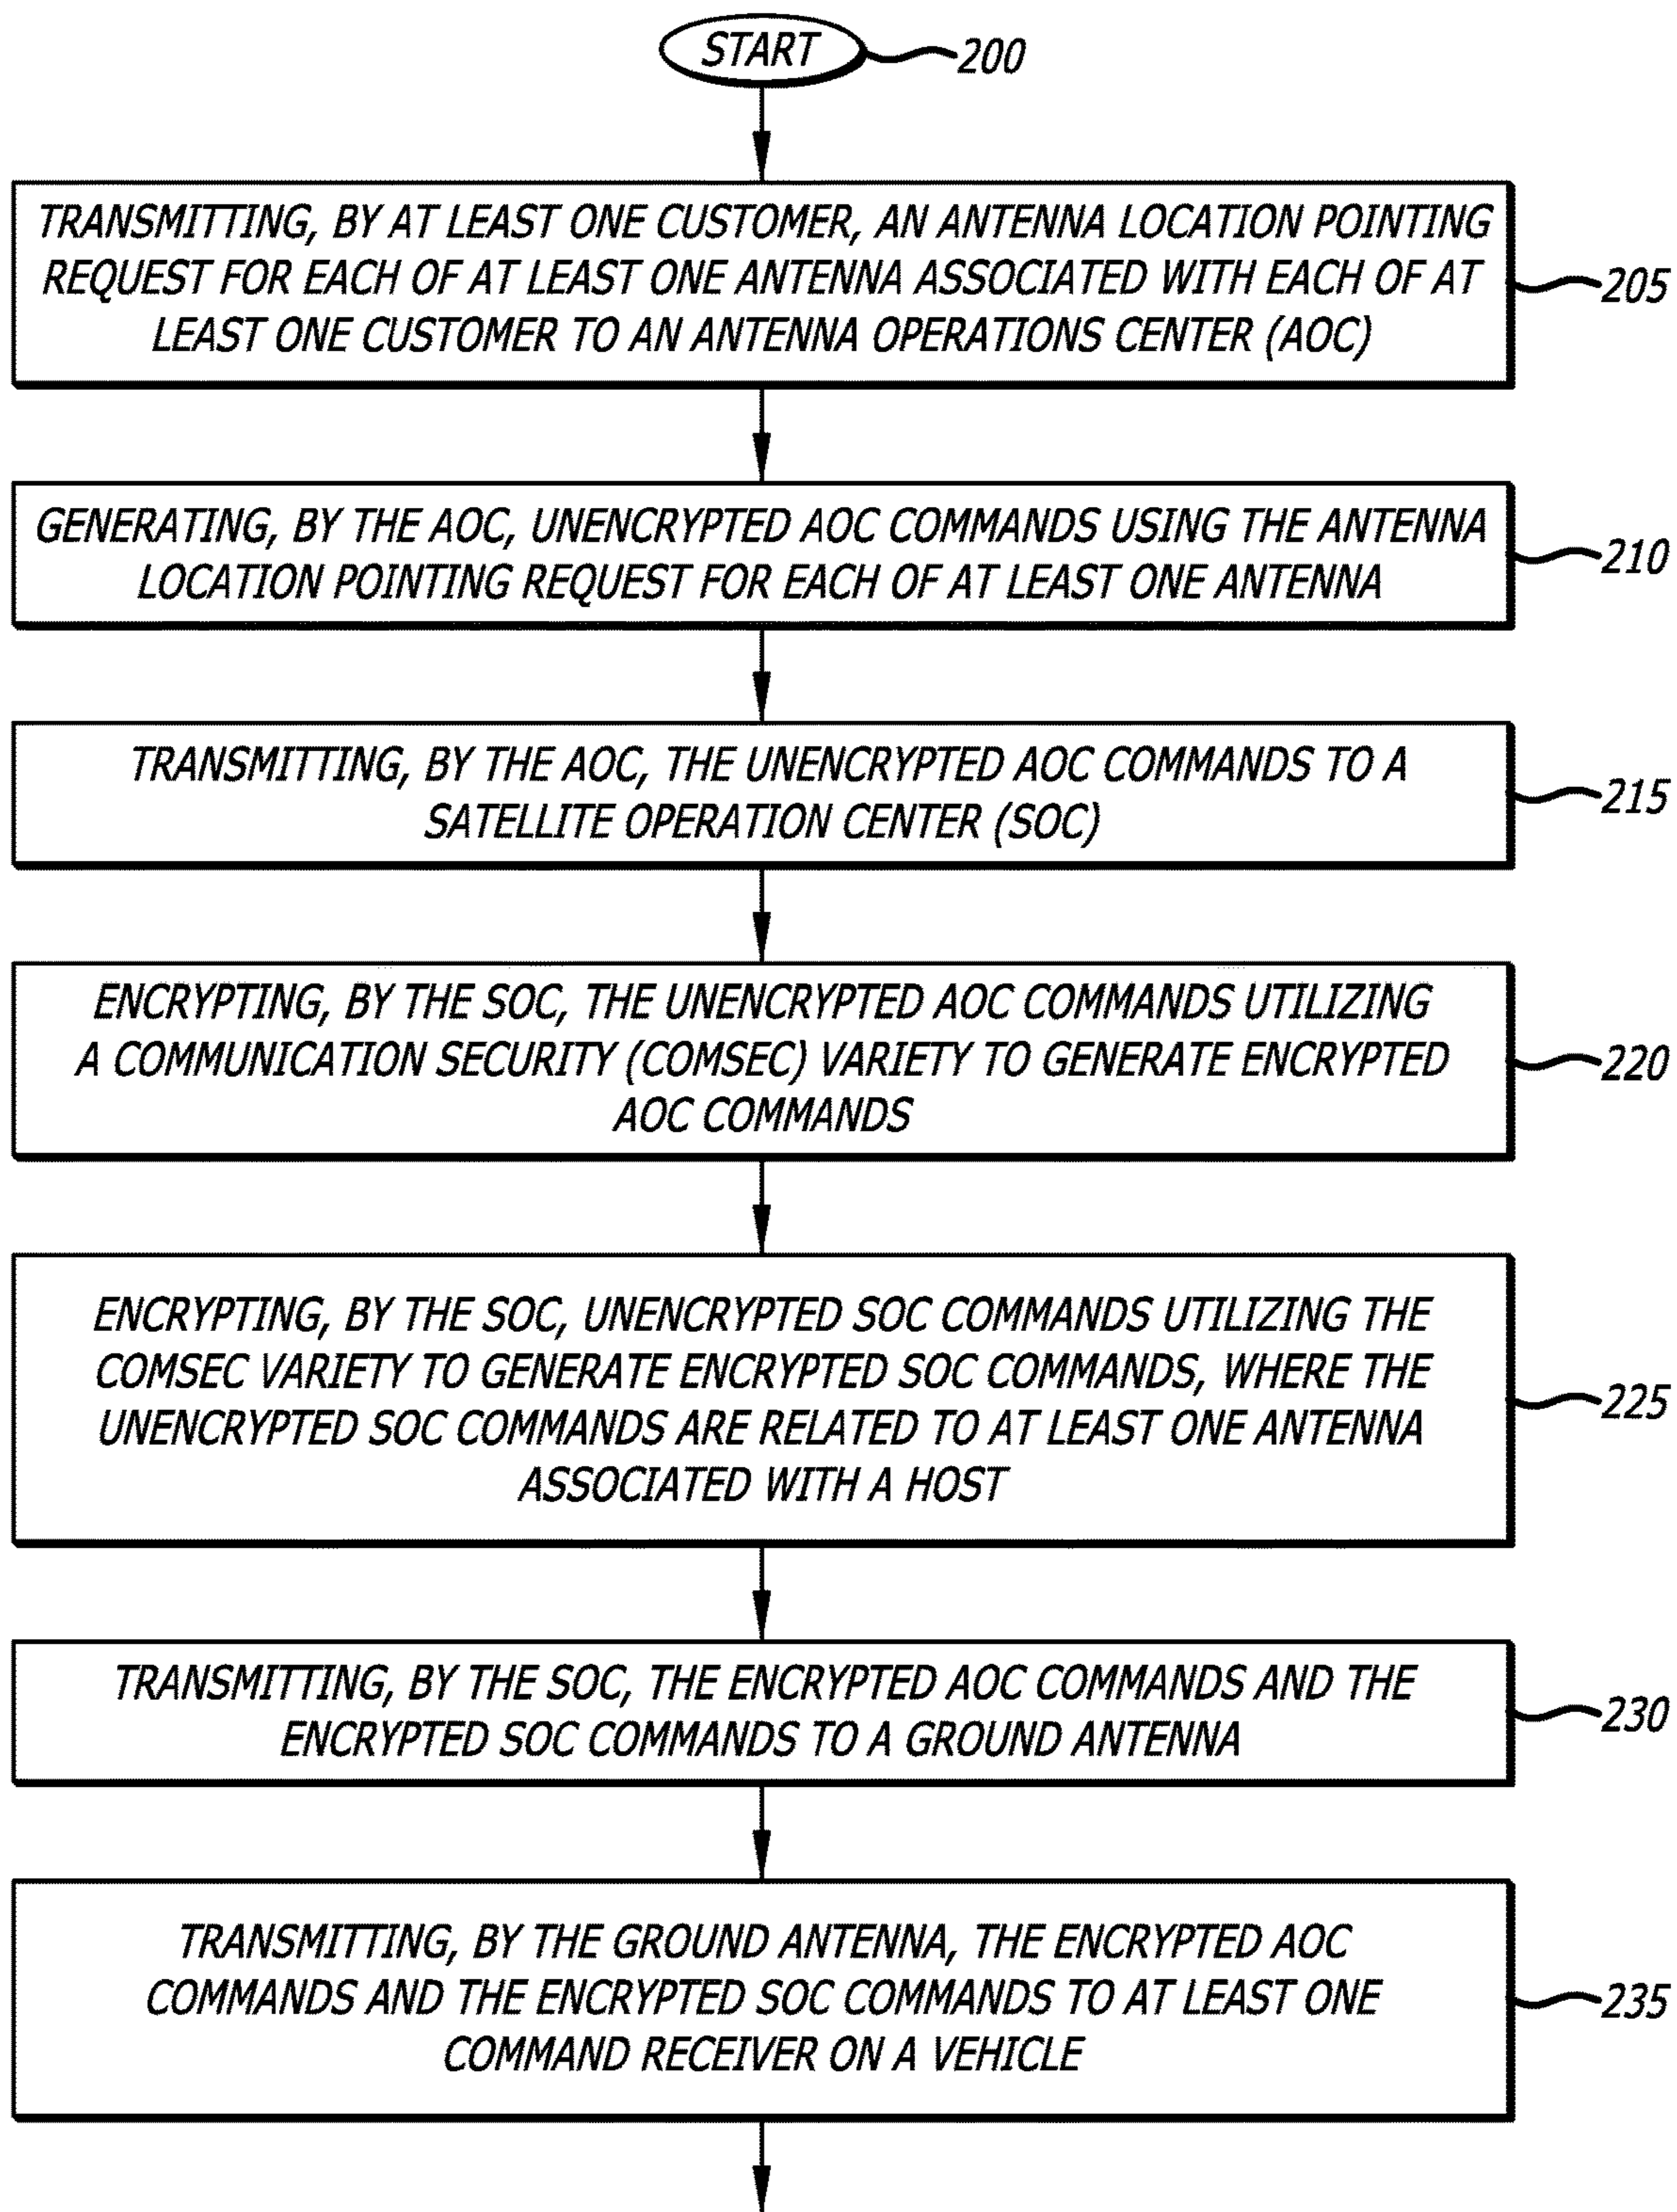 START
200
TRANSMITTING, BY AT LEAST ONE CUSTOMER, AN ANTENNA LOCATION POINTING
REQUEST FOR EACH OF AT LEAST ONE ANTENNA ASSOCIATED WITH EACH OF AT
LEAST ONE CUSTOMER TO AN ANTENNA OPERATIONS CENTER (AOC)
205
GENERATING, BY THE AOC, UNENCRYPTED AOC COMMANDS USING THE ANTENNA
LOCATION POINTING REQUEST FOR EACH OF AT LEAST ONE ANTENNA
210
TRANSMITTING, BY THE AOC, THE UNENCRYPTED AOC COMMANDS TO A
SATELLITE OPERATION CENTER (SOC)
215
ENCRYPTING, BY THE SOC, THE UNENCRYPTED AOC COMMANDS UTILIZING
A COMMUNICATION SECURITY (COMSEC) VARIETY TO GENERATE ENCRYPTED
AOC COMMANDS
220
ENCRYPTING, BY THE SOC, UNENCRYPTED SOC COMMANDS UTILIZING THE
COMSEC VARIETY TO GENERATE ENCRYPTED SOC COMMANDS, WHERE THE
UNENCRYPTED SOC COMMANDS ARE RELATED TO AT LEAST ONE ANTENNA
ASSOCIATED WITH A HOST
225
TRANSMITTING, BY THE SOC, THE ENCRYPTED AOC COMMANDS AND THE
ENCRYPTED SOC COMMANDS TO A GROUND ANTENNA
230
TRANSMITTING, BY THE GROUND ANTENNA, THE ENCRYPTED AOC
COMMANDS AND THE ENCRYPTED SOC COMMANDS TO AT LEAST ONE
COMMAND RECEIVER ON A VEHICLE
235